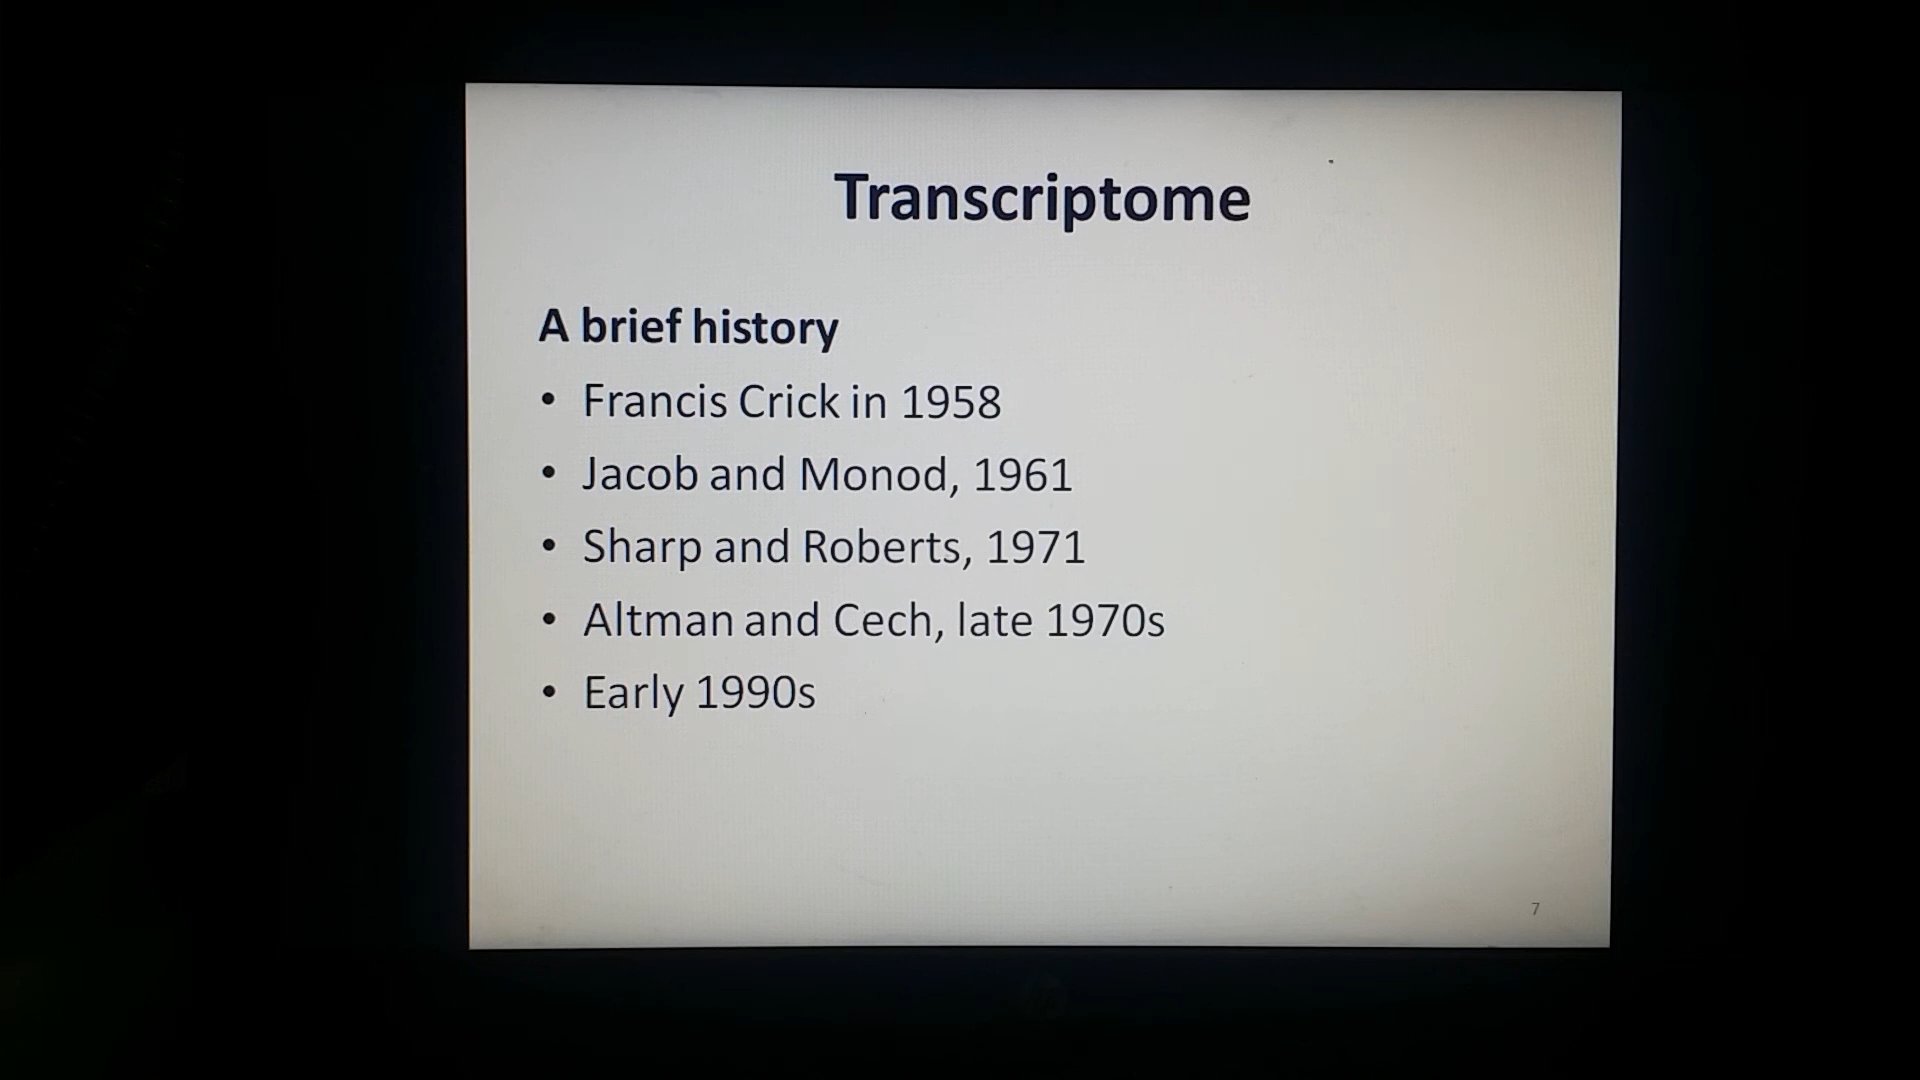 Transcriptome
A brief history
• Francis Crick in 1958
• Jacob and Monod, 1961
• Sharp and Roberts, 1971
• Altman and Cech, late 1970s
• Early 1990s
7